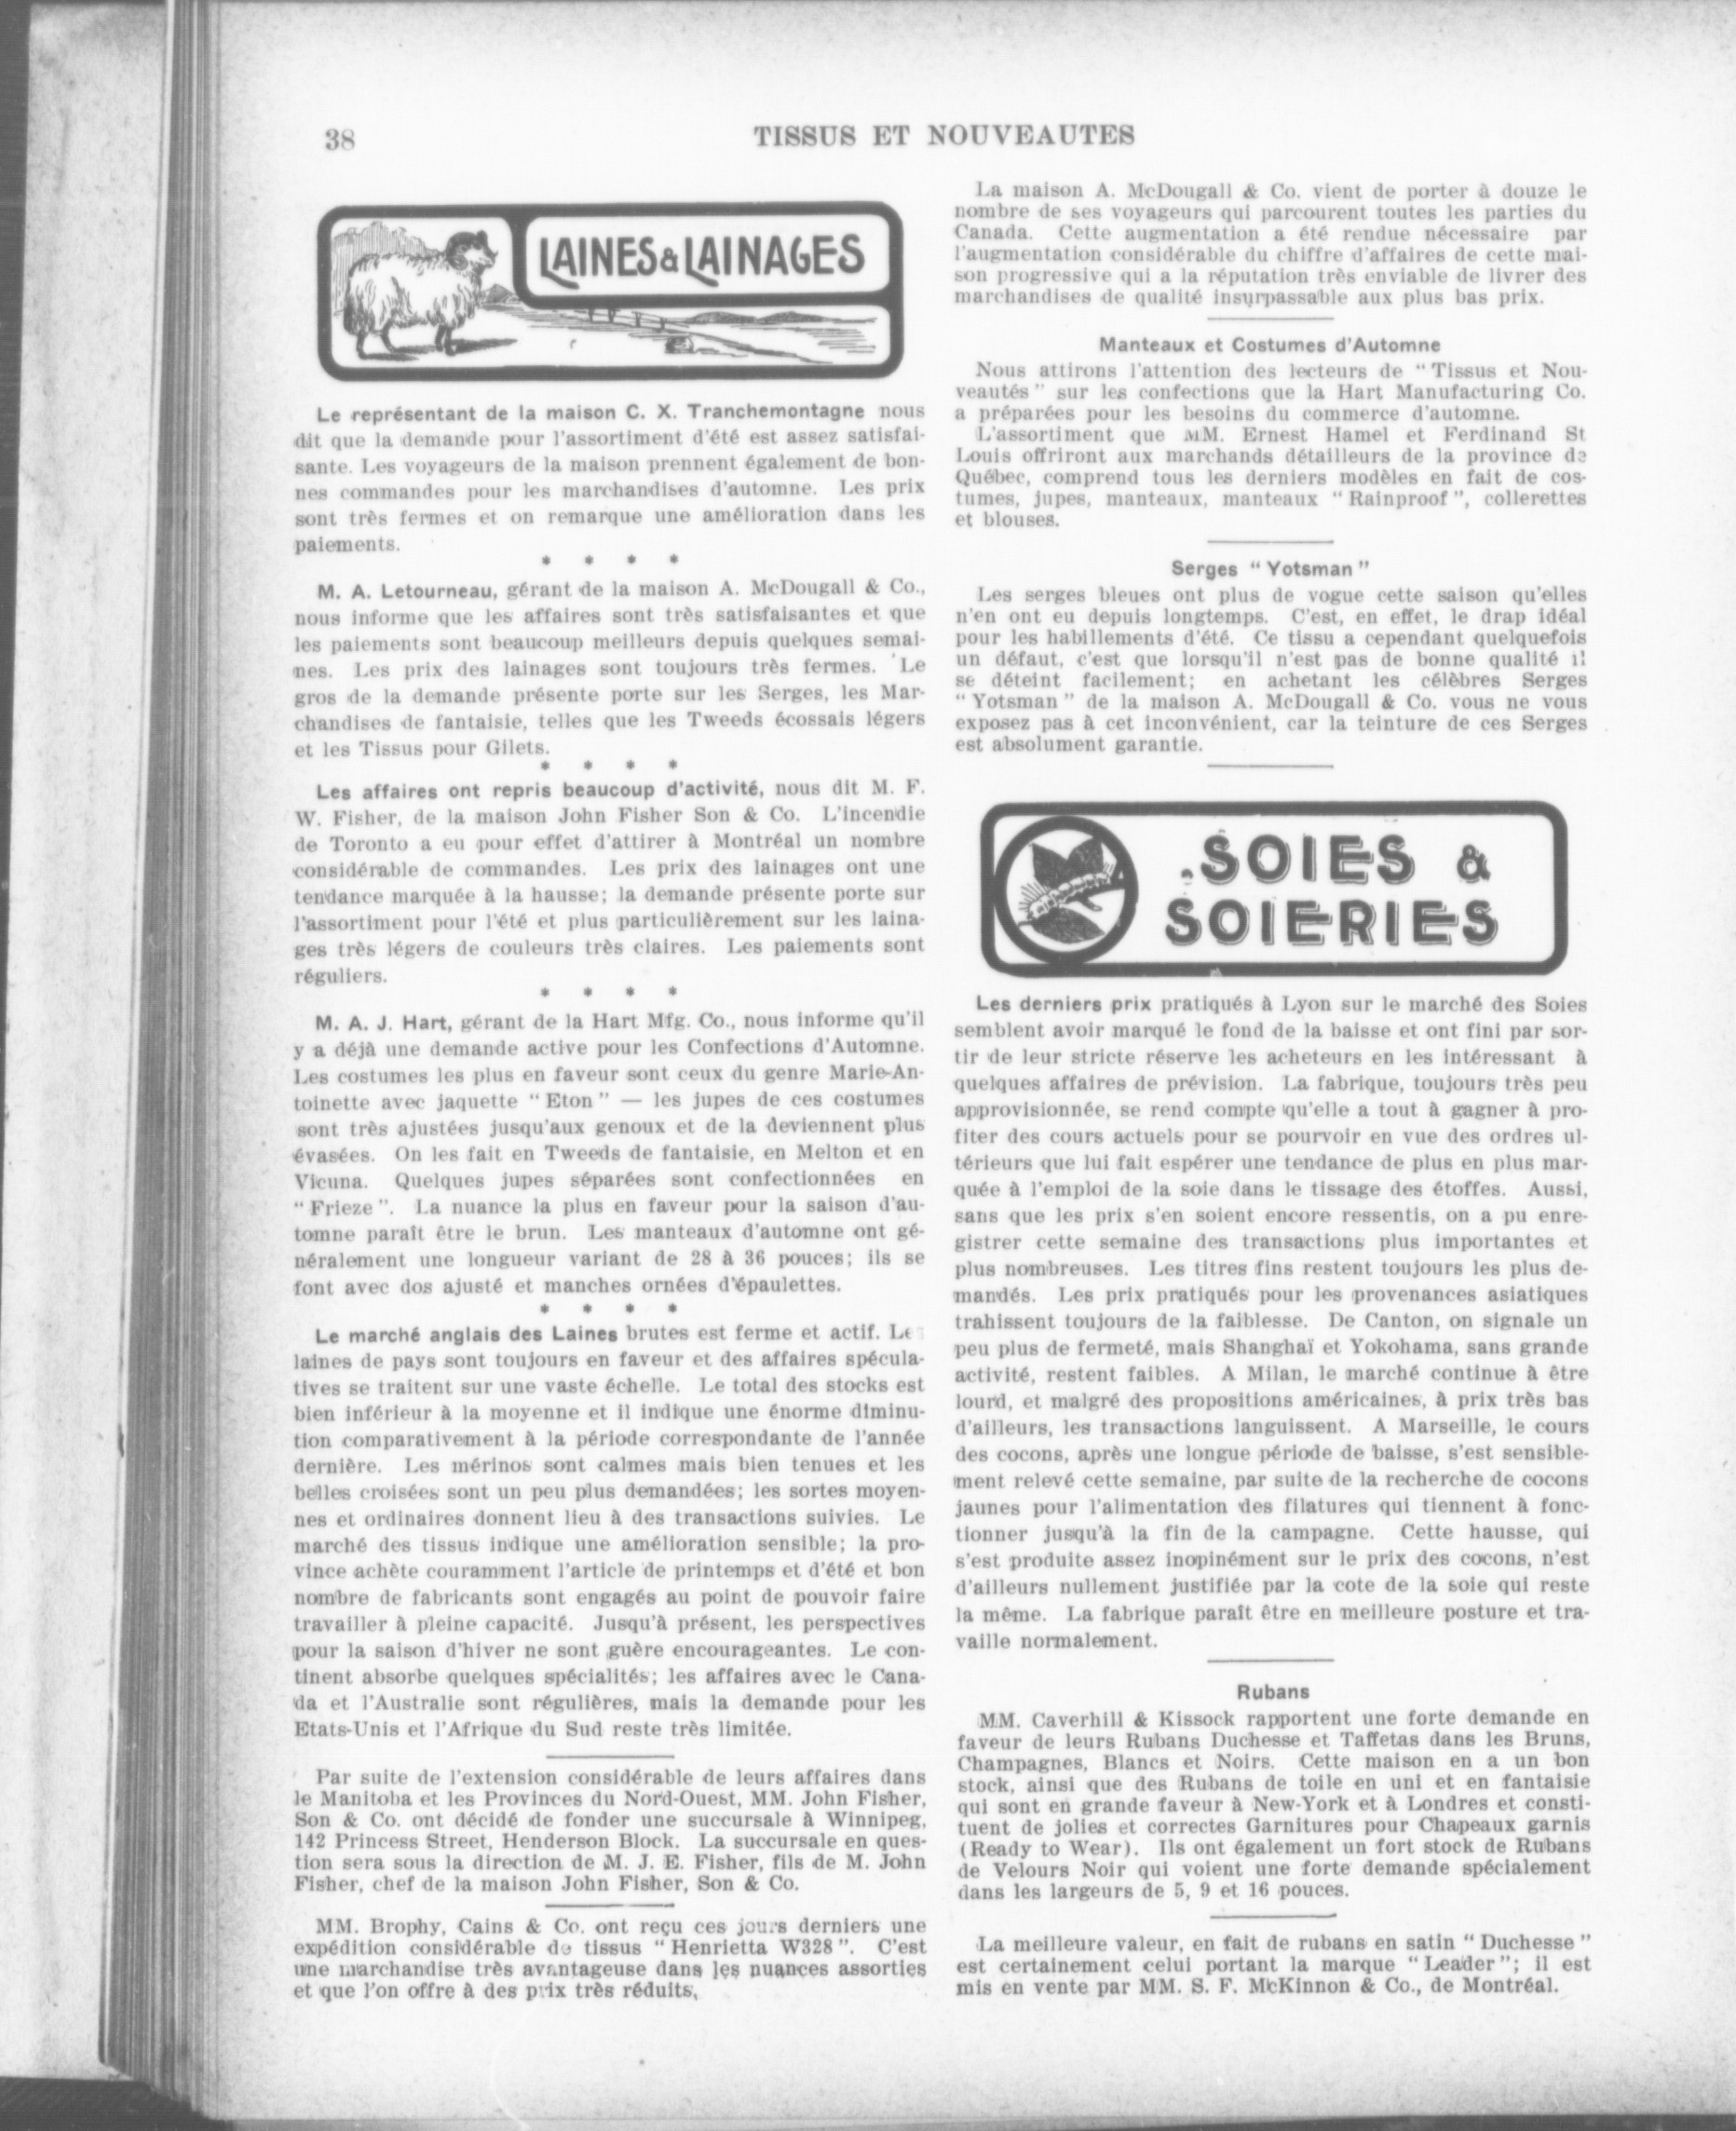 38
TISSUS ET NOUVEAUTES
LAINES & LAINAGES
Le représentant de la maison C. X. Tranchemontagne nous
dit que la demande pour l'assortiment d'été est assez satisfai-
sante. Les voyageurs de la maison prennent également de bon-
nes commandes pour les marchandises d'automne. Les prix
sont très fermes et on remarque une amélioration dans les
paiements.
* * * *
M. A. Letourneau, gérant de la maison A. McDougall & Co.,
nous informe que les affaires sont très satisfaisantes et que
les paiements sont beaucoup meilleurs depuis quelques semai-
nes. Les prix des lainages sont toujours très fermes. Le
gros de la demande présente porte sur les Serges, les Mar-
chandises de fantaisie, telles que les Tweeds écossais légers
et les Tissus pour Gilets.
* * * *
Les affaires ont repris beaucoup d'activité, nous dit M. F.
W. Fisher, de la maison John Fisher Son & Co. L'incendie
de Toronto a eu pour effet d'attirer à Montréal un nombre
considérable de commandes. Les prix des lainages ont une
tendance marquée à la hausse; la demande présente porte sur
l'assortiment pour l'été et plus particulièrement sur les laina-
ges très légers de couleurs très claires. Les paiements sont
réguliers.
* * * *
M. A. J. Hart, gérant de la Hart Mfg. Co., nous informe qu'il
y a déjà une demande active pour les Confections d'Automne.
Les costumes les plus en faveur sont ceux du genre Marie-An-
toinette avec jaquette "Eton" — les jupes de ces costumes
sont très ajustées jusqu'aux genoux et de la deviennent plus
évasées. On les fait en Tweeds de fantaisie, en Melton et en
Vicuna. Quelques jupes séparées sont confectionnées en
"Frieze". La nuance la plus en faveur pour la saison d'au-
tomne paraît être le brun. Les manteaux d'automne ont gé-
néralement une longueur variant de 28 à 36 pouces; ils se
font avec dos ajusté et manches ornées d'épaulettes.
* * * *
Le marché anglais des Laines brutes est ferme et actif.
laines de pays sont toujours en faveur et des affaires spécula-
tives se traitent sur une vaste échelle. Le total des stocks est
bien inférieur à la moyenne et il indique une énorme diminu-
tion comparativement à la période correspondante de l'année
dernière. Les mérinos sont calmes mais bien tenues et les
belles croisées sont un peu plus demandées; les sortes moyen-
nes et ordinaires donnent lieu à des transactions suivies. Le
marché des tissus indique une amélioration sensible; la pro-
vince achète couramment l'article de printemps et d'été et bon
nombre de fabricants sont engagés au point de pouvoir faire
travailler à pleine capacité. Jusqu'à présent, les perspectives
pour la saison d'hiver ne sont guère encourageantes. Le con-
tinent absorbe quelques spécialités; les affaires avec le Cana-
da et l'Australie sont régulières, mais la demande pour les
Etats-Unis et l'Afrique du Sud reste très limitée.
Par suite de l'extension considérable de leurs affaires dans
le Manitoba et les Provinces du Nord-Ouest, MM. John Fisher,
Son & Co. ont décidé de fonder une succursale à Winnipeg,
142 Princess Street, Henderson Block. La succursale en ques-
tion sera sous la direction de M. J. E. Fisher, fils de M. John
Fisher, chef de la maison John Fisher, Son & Co.
MM. Brophy, Cains & Co. ont reçu ces jours derniers une
expédition considérable de tissus "Henrietta W328". C'est
une marchandise très avantageuse dans les nuances assorties
et que l'on offre à des prix très réduits,
La maison A. McDougall & Co. vient de porter à douze le
nombre de ses voyageurs qui parcourent toutes les parties du
Canada. Cette augmentation a été rendue nécessaire par
l'augmentation considérable du chiffre d'affaires de cette mai-
son progressive qui a la réputation très enviable de livrer des
marchandises de qualité insurpassable aux plus bas prix.
Manteaux et Costumes d'Automne
Nous attirons l'attention des lecteurs de "Tissus et Nou-
veautés" sur les confections que la Hart Manufacturing Co.
a préparées pour les besoins du commerce d'automne.
L'assortiment que MM. Ernest Hamel et Ferdinand St
Louis offriront aux marchands détailleurs de la province de
Québec, comprend tous les derniers modèles en fait de cos-
tumes, jupes, manteaux, manteaux "Rainproof", collerettes
et blouses.
Serges "Yotsman"
Les serges bleues ont plus de vogue cette saison qu'elles
n'en ont eu depuis longtemps. C'est, en effet, le drap idéal
pour les habillements d'été. Ce tissu a cependant quelquefois
un défaut, c'est que lorsqu'il n'est pas de bonne qualité il
se déteint facilement; en achetant les célèbres Serges
"Yotsman" de la maison A. McDougall & Co. vous ne vous
exposez pas à cet inconvénient, car la teinture de ces Serges
est absolument garantie.
SOIES &
SOIERIES
Les derniers prix pratiqués à Lyon sur le marché des Soies
semblent avoir marqué le fond de la baisse et ont fini par sor-
tir de leur stricte réserve les acheteurs en les intéressant à
quelques affaires de prévision. La fabrique, toujours très peu
approvisionnée, se rend compte qu'elle a tout à gagner à pro-
fiter des cours actuels pour se pourvoir en vue des ordres ul-
térieurs que lui fait espérer une tendance de plus en plus mar-
quée à l'emploi de la soie dans le tissage des étoffes. Aussi,
sans que les prix s'en soient encore ressentis, on a pu enre-
gistrer cette semaine des transactions plus importantes et
plus nombreuses. Les titres fins restent toujours les plus de-
mandés. Les prix pratiqués pour les provenances asiatiques
trahissent toujours de la faiblesse. De Canton, on signale un
peu plus de fermeté, mais Shanghaï et Yokohama, sans grande
activité, restent faibles. A Milan, le marché continue à être
lourd, et malgré des propositions américaines, à prix très bas
d'ailleurs, les transactions languissent. A Marseille, le cours
des cocons, après une longue période de baisse, s'est sensible-
ment relevé cette semaine, par suite de la recherche de cocons
jaunes pour l'alimentation des filatures qui tiennent à fonc-
tionner jusqu'à la fin de la campagne. Cette hausse, qui
s'est produite assez inopinément sur le prix des cocons, n'est
d'ailleurs nullement justifiée par la cote de la soie qui reste
la même. La fabrique paraît être en meilleure posture et tra-
vaille normalement.
Rubans
MM. Caverhill & Kissock rapportent une forte demande en
faveur de leurs Rubans Duchesse et Taffetas dans les Bruns,
Champagnes, Blancs et Noirs. Cette maison en a un bon
stock, ainsi que des Rubans de toile en uni et en fantaisie
qui sont en grande faveur à New-York et à Londres et consti-
tuent de jolies et correctes Garnitures pour Chapeaux garnis
(Ready to Wear). Ils ont également un fort stock de Rubans
de Velours Noir qui voient une forte demande spécialement
dans les largeurs de 5, 9 et 16 pouces.
La meilleure valeur, en fait de rubans en satin "Duchesse"
est certainement celui portant la marque "Leader"; il est
mis en vente par MM. S. F. McKinnon & Co., de Montréal.